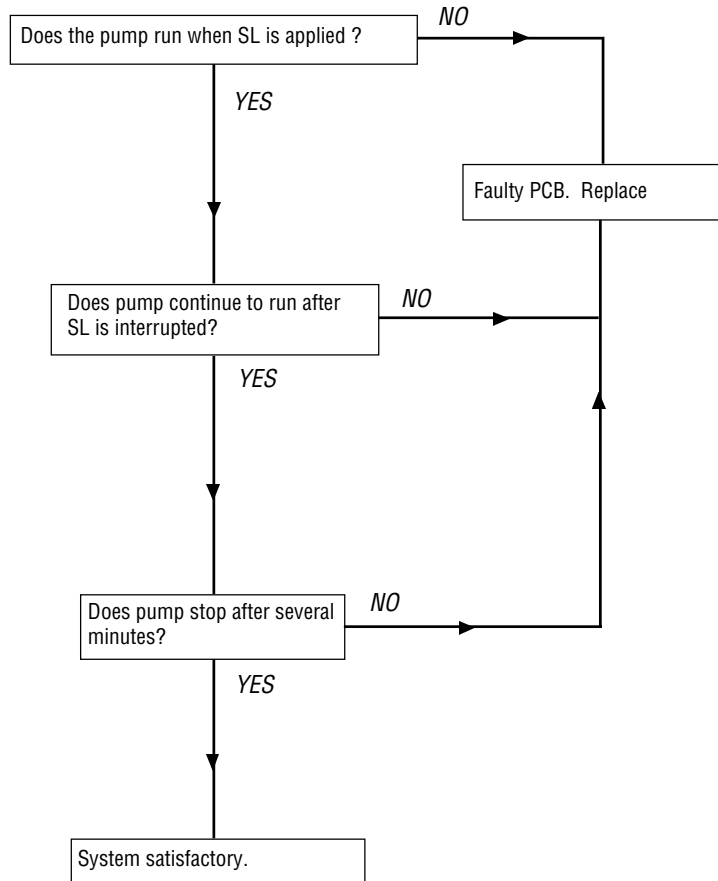 Does the pump run when SL is applied ?
NO
YES
Faulty PCB.  Replace
Does pump continue to run after
SL is interrupted?
NO
YES
Does pump stop after several
minutes?
NO
YES
System satisfactory.